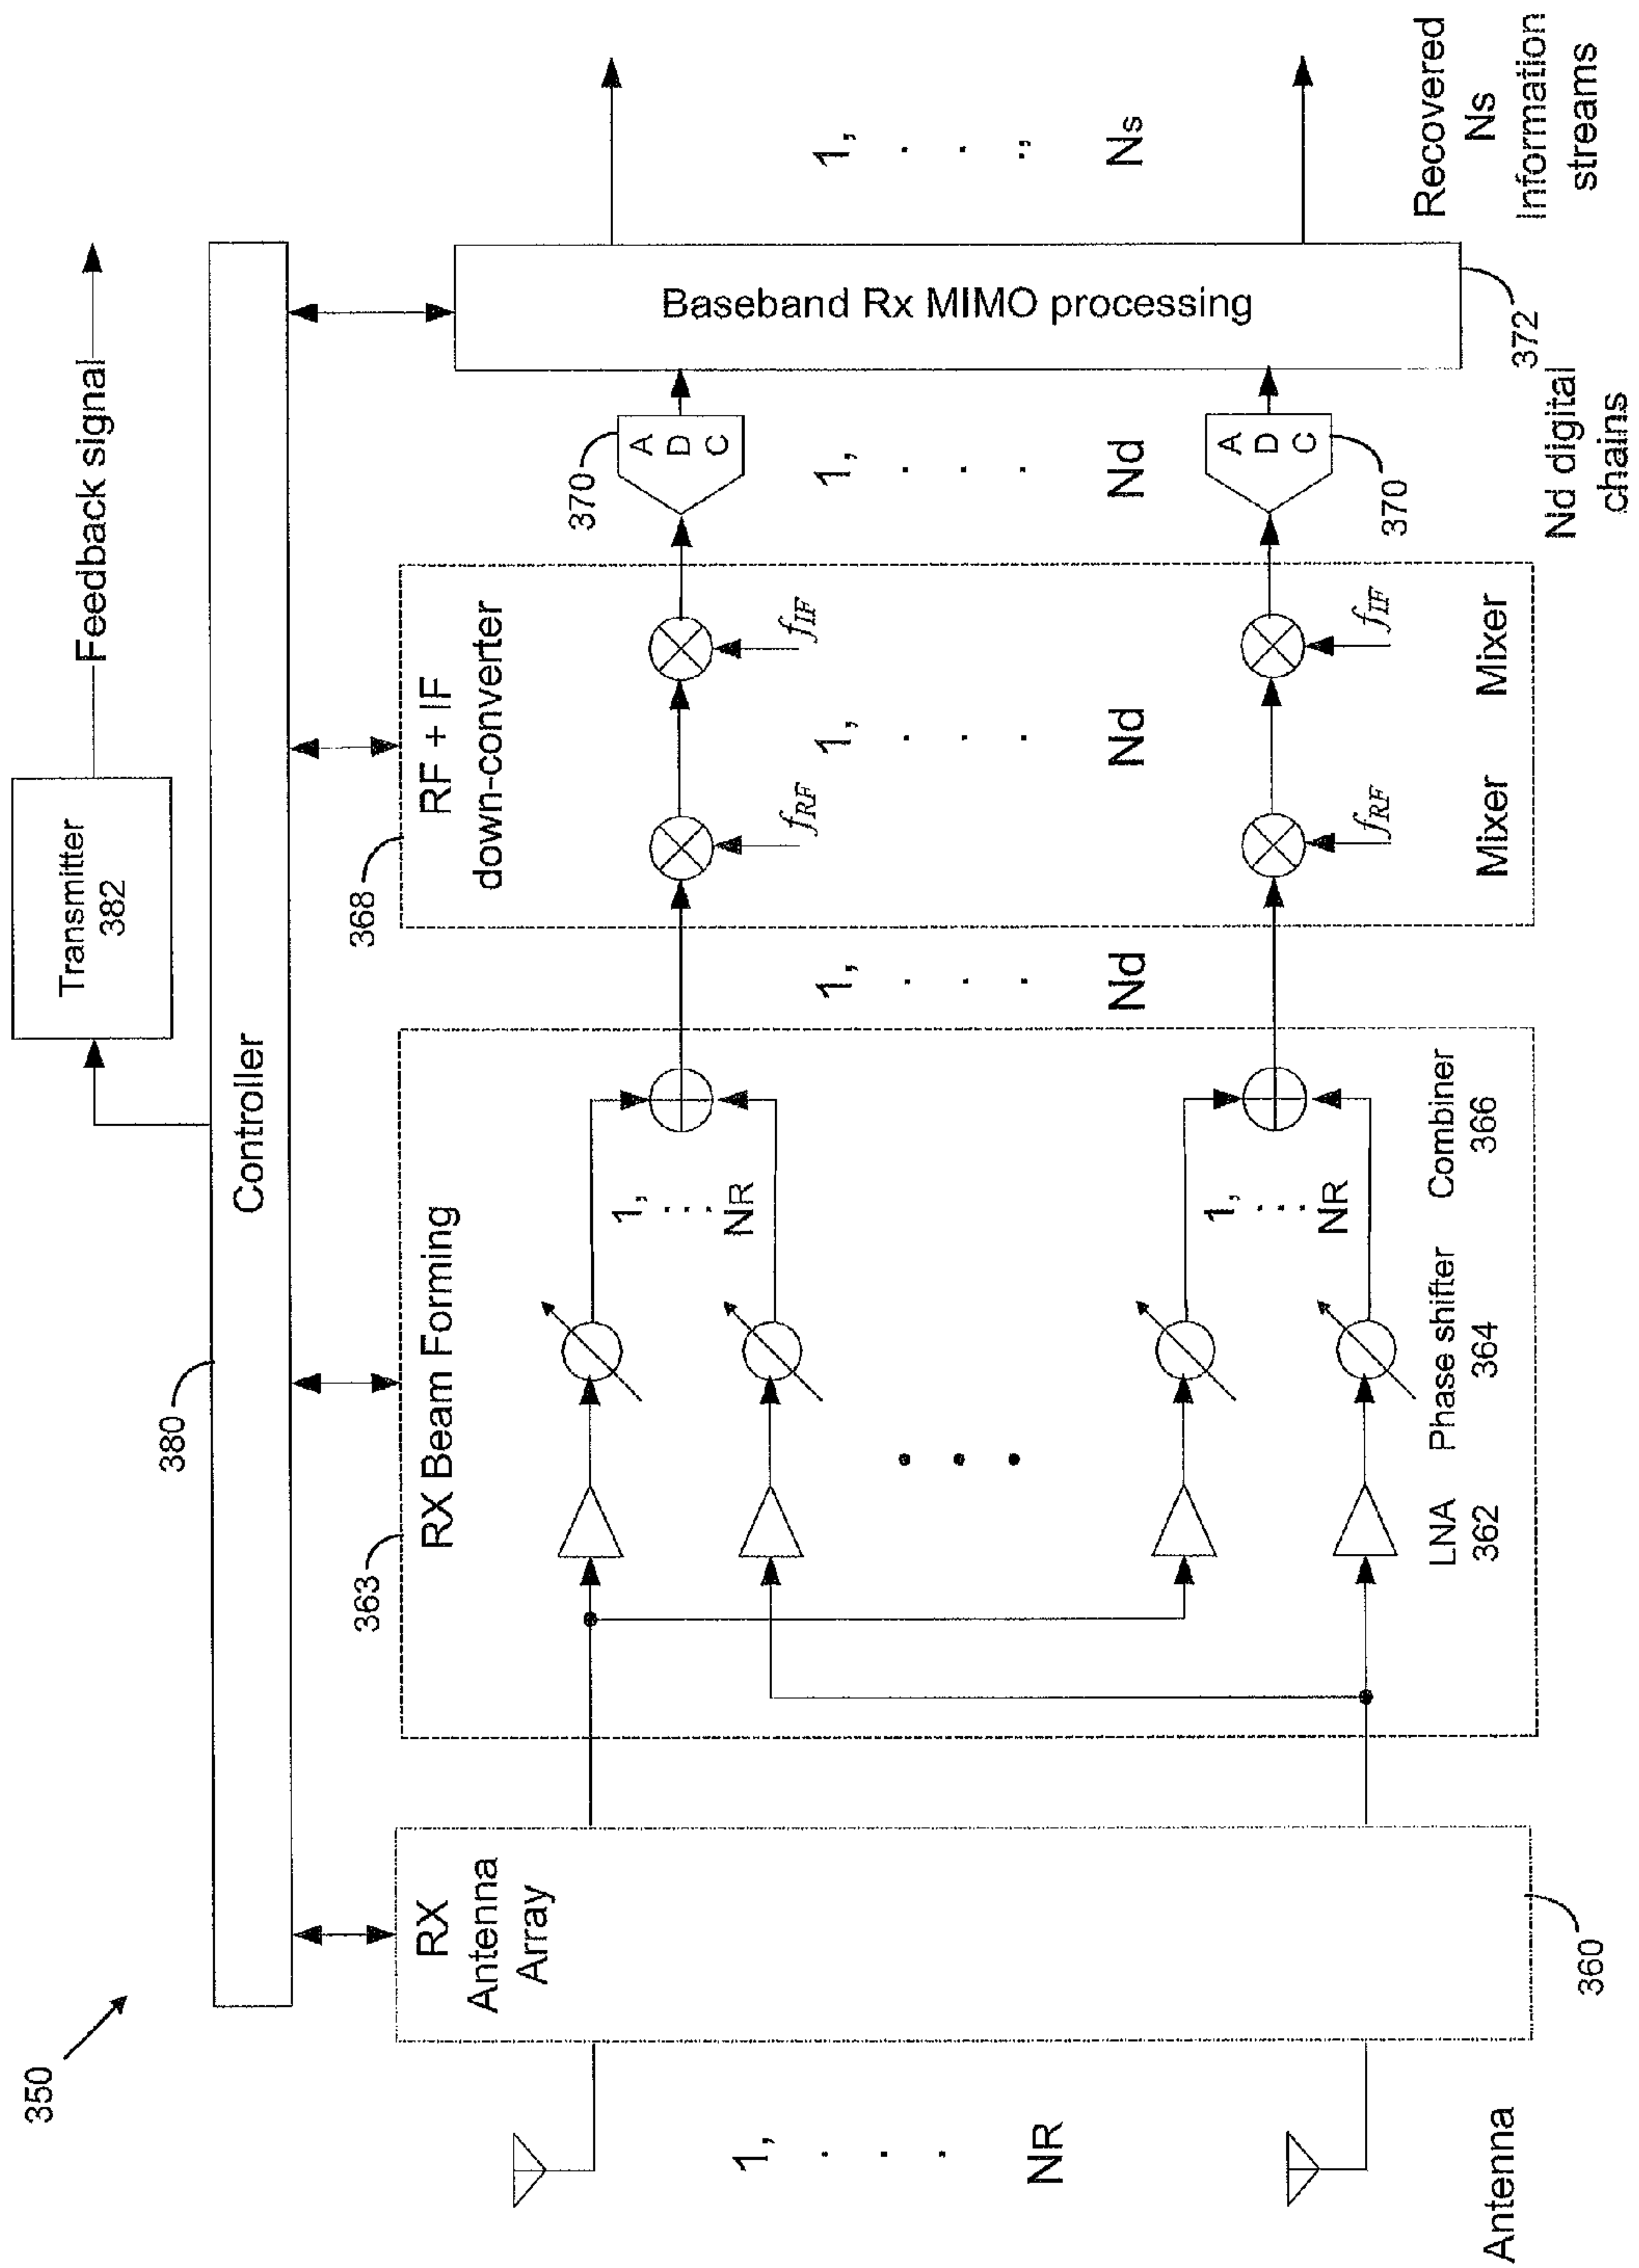 350
Transmitter
382
Feedback signal
380
Controller
RX
Antenna
Array
363
RX Beam Forming
368
RF + IF
down-converter
Baseband Rx MIMO processing
372
1,
. . .
NR
Antenna
360
1,
. . .
NR
1,
. . .
NR
LNA
362
Phase shifter
364
Combiner
366
1,
. . .
Nd
fRF
fIF
1,
. . .
Nd
fRF
fIF
Mixer
Mixer
370
A
D
C
1,
. . .
Nd
A
D
C
370
Nd digital
chains
1,
. . .,
Ns
Recovered
Ns
Information
streams